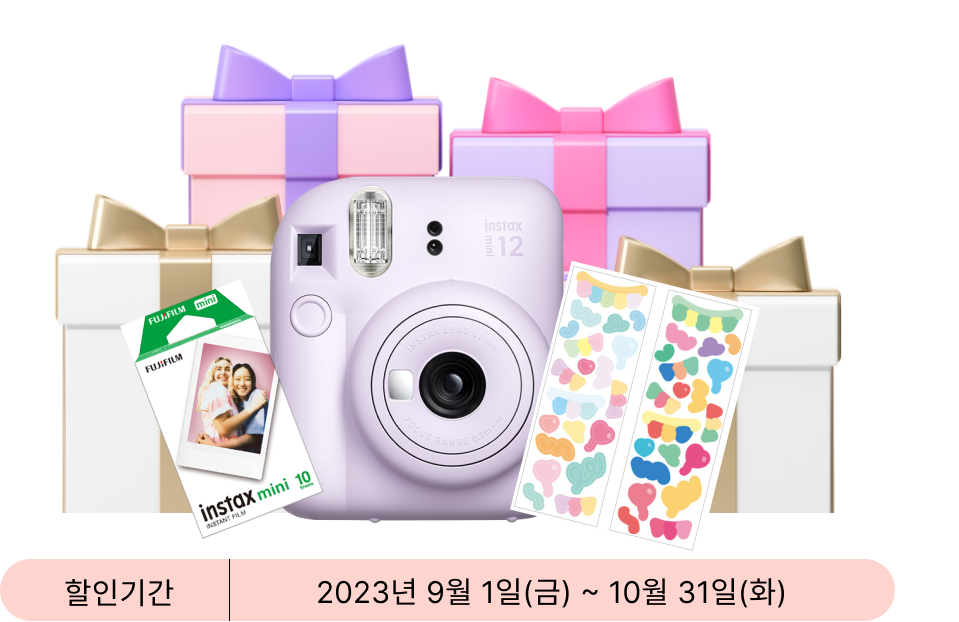 instax
mini 12
INSTAX LENS 60mm
FOCUS RANGE 0.3m~∞
FUJIFILM mini
FUJIFILM
instax mini 10
INSTANT FILM
할인기간
2023년 9월 1일(금) ~ 10월 31일(화)